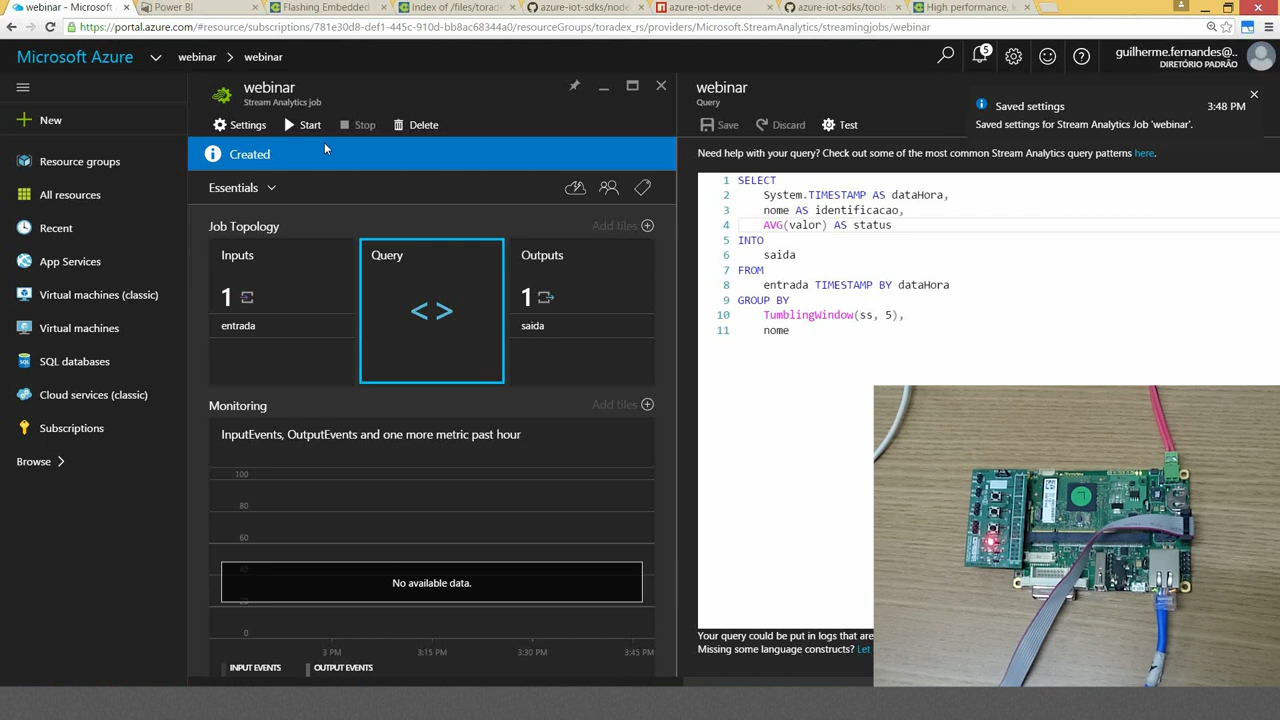 webinar - Microsoft Az
Power BI
Flashing Embedded
Index of /files/torade
azure-iot-sdks/node
azure-iot-device
azure-iot-sdks/tools
High performance, l
https://portal.azure.com/#resource/subscriptions/781e30d8-def1-445c-910d-bb8ac68344a0/resourceGroups/toradex_rs/providers/Microsoft.StreamAnalytics/streamingjobs/webinar
Microsoft Azure
webinar > webinar
5
guilherme.fernandes@..
DIRETÓRIO PADRÃO
New
Resource groups
All resources
Recent
App Services
Virtual machines (classic)
Virtual machines
SQL databases
Cloud services (classic)
Subscriptions
Browse
webinar
Stream Analytics job
Settings Start Stop Delete
Created
Essentials
Job Topology Add tiles
Inputs
1
entrada
Query
< >
Outputs
1
saida
Monitoring Add tiles
InputEvents, OutputEvents and one more metric past hour
100
80
60
No available data.
0
3 PM 3:15 PM 3:30 PM 3:45 PM
INPUT EVENTS OUTPUT EVENTS
webinar
Query
Save Discard Test
Saved settings 3:48 PM
Saved settings for Stream Analytics Job 'webinar'.
Need help with your query? Check out some of the most common Stream Analytics query patterns here.
1 SELECT
2 System.TIMESTAMP AS dataHora,
3 nome AS identificacao,
4 AVG(valor) AS status
5 INTO
6 saida
7 FROM
8 entrada TIMESTAMP BY dataHora
9 GROUP BY
10 TumblingWindow(ss, 5),
11 nome
Your query could be put in logs that are
Missing some language constructs? Let